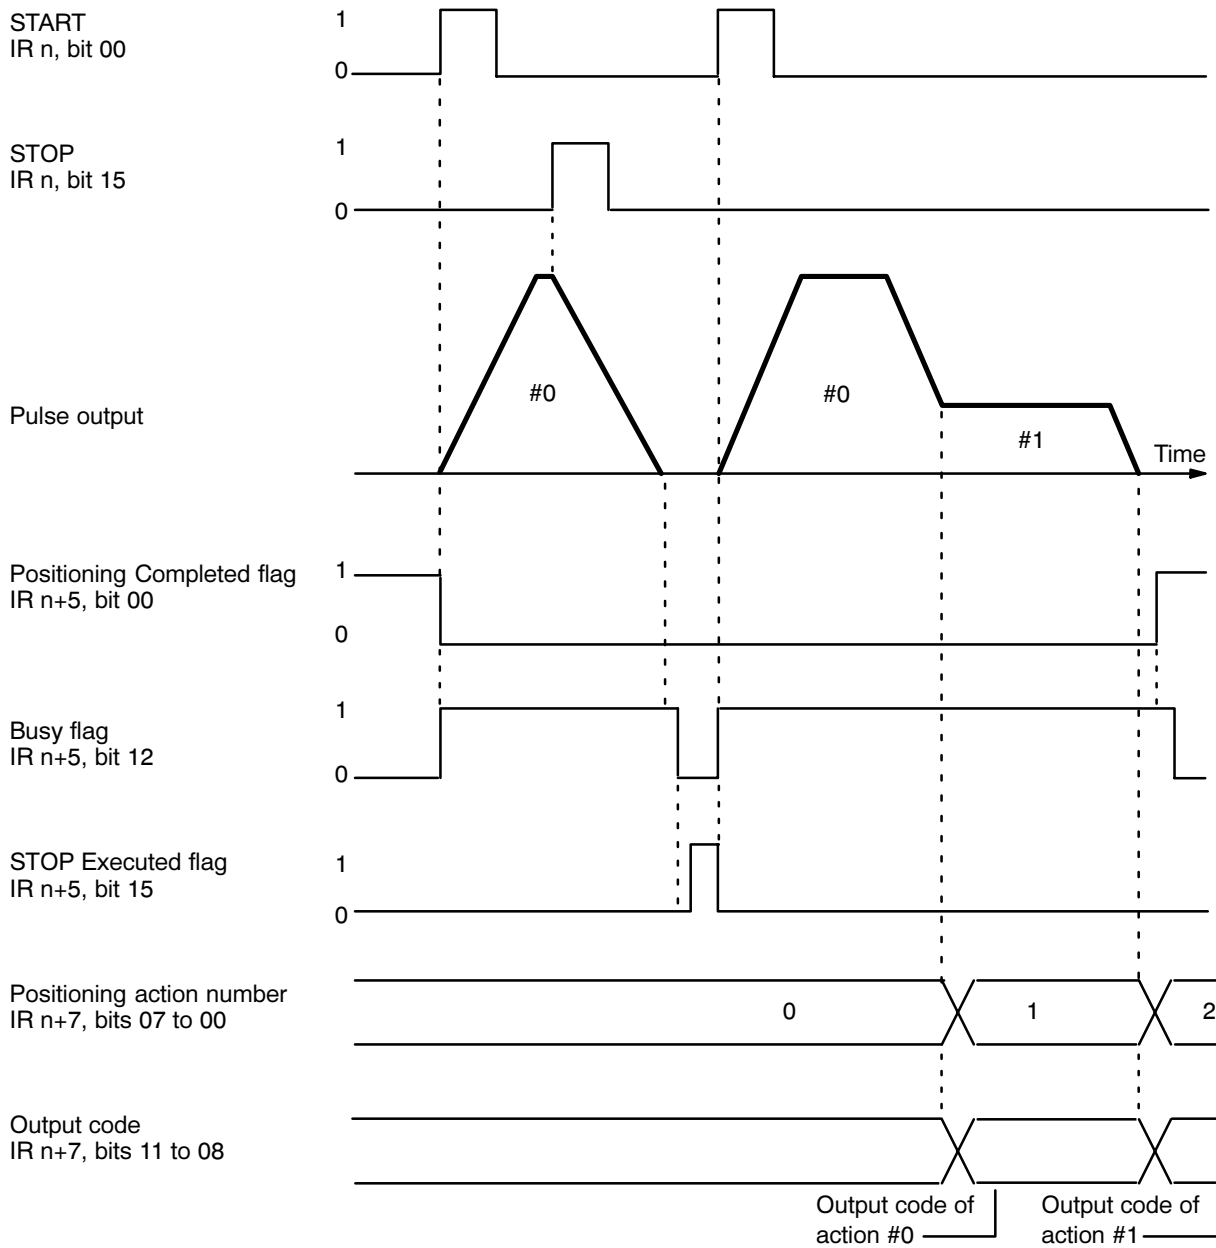 START
IR n, bit 00
1
0
STOP
IR n, bit 15
1
0
Pulse output
#0
#0
#1
Time
Positioning Completed flag
IR n+5, bit 00
1
0
Busy flag
IR n+5, bit 12
1
0
STOP Executed flag
IR n+5, bit 15
1
0
Positioning action number
IR n+7, bits 07 to 00
0
1
2
Output code
IR n+7, bits 11 to 08
Output code of
action #0
Output code of
action #1